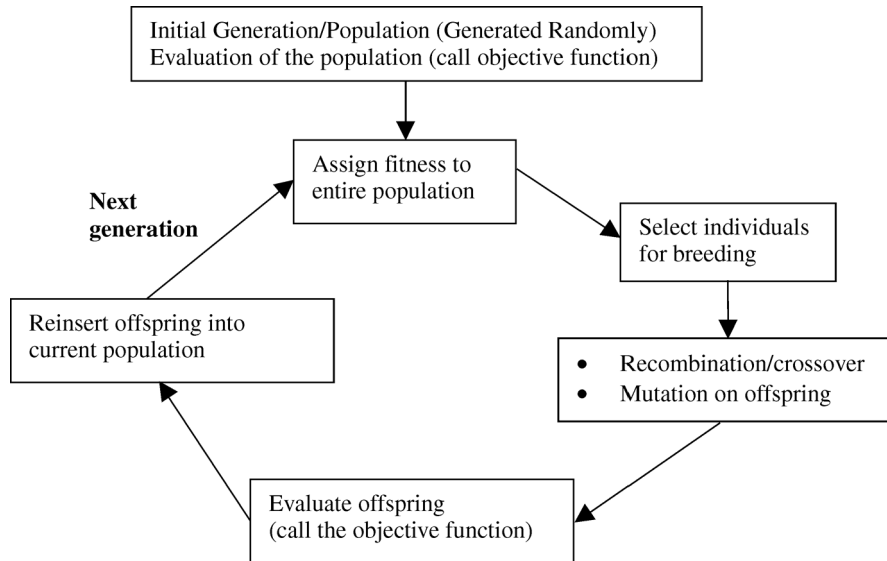 Initial Generation/Population (Generated Randomly)
Evaluation of the population (call objective function)
Assign fitness to
entire population
Next
generation
Select individuals
for breeding
Reinsert offspring into
current population
• Recombination/crossover
• Mutation on offspring
Evaluate offspring
(call the objective function)